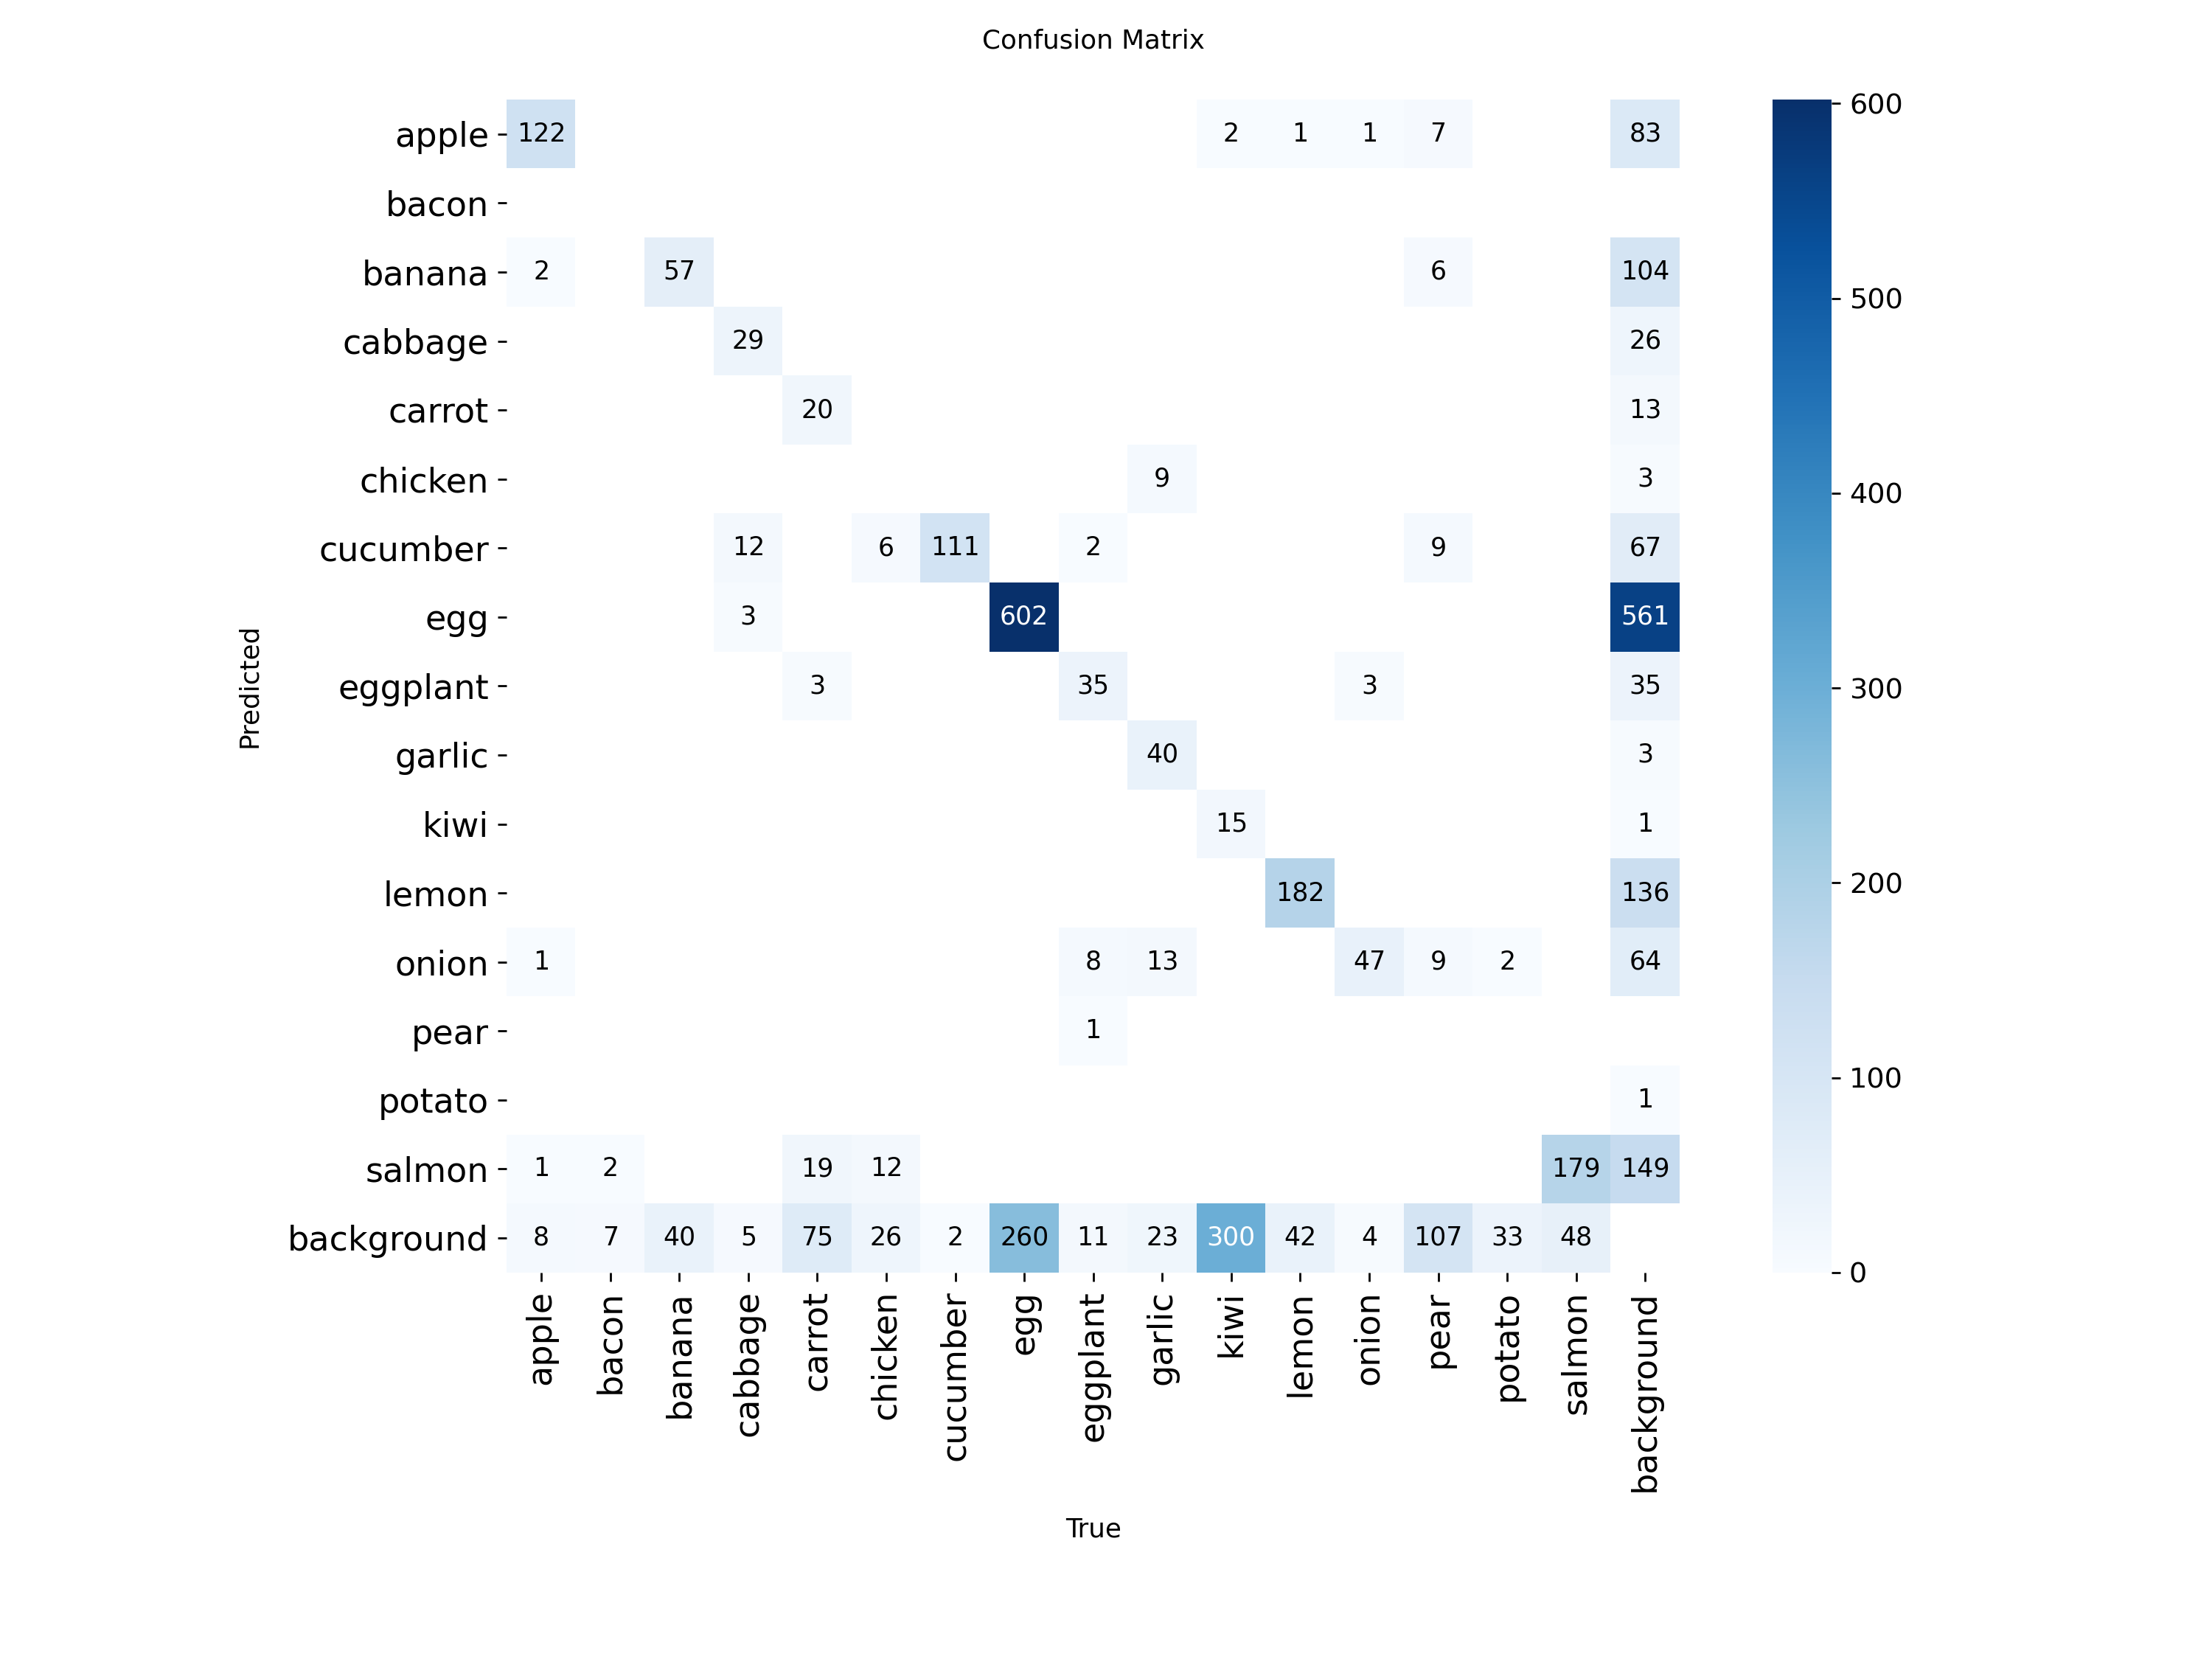 Confusion Matrix
apple 122 2 1 1 7 83
bacon
banana 2 57 6 104
cabbage 29 26
carrot 20 13
chicken 9 3
cucumber 12 6 111 2 9 67
egg 3 602 561
eggplant 3 35 3 35
garlic 40 3
kiwi 15 1
lemon 182 136
onion 1 8 13 47 9 2 64
pear 1
potato 1
salmon 1 2 19 12 179 149
background 8 7 40 5 75 26 2 260 11 23 300 42 4 107 33 48
apple bacon banana cabbage carrot chicken cucumber egg eggplant garlic kiwi lemon onion pear potato salmon background
Predicted
True
600
500
400
300
200
100
0